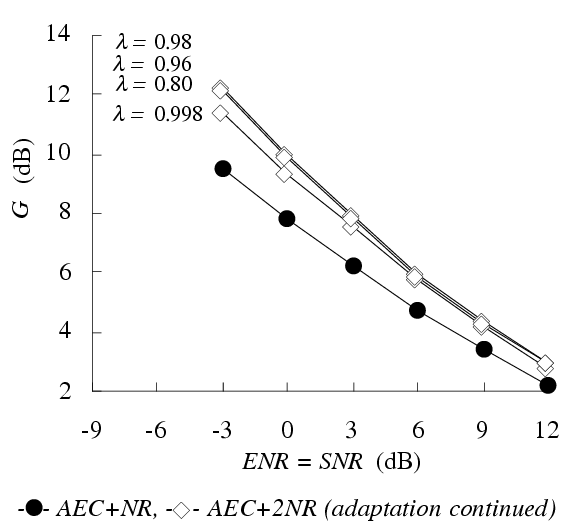 14
λ = 0.98
λ = 0.96
λ = 0.80
12
λ = 0.998
10
G (dB)
8
6
4
2
-9 -6 -3 0 3 6 9 12
ENR = SNR (dB)
-●- AEC+NR, -◇- AEC+2NR (adaptation continued)